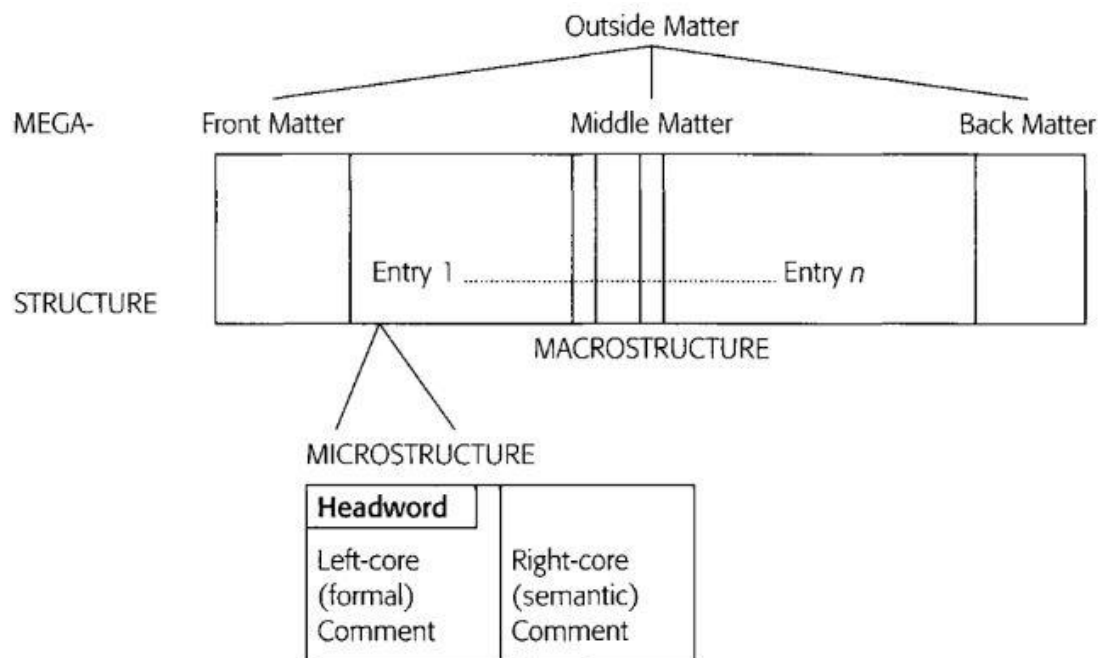 Outside Matter
MEGA- Front Matter Middle Matter Back Matter
Entry 1 Entry n
STRUCTURE
MACROSTRUCTURE
MICROSTRUCTURE
Headword
Left-core Right-core
(formal) (semantic)
Comment Comment